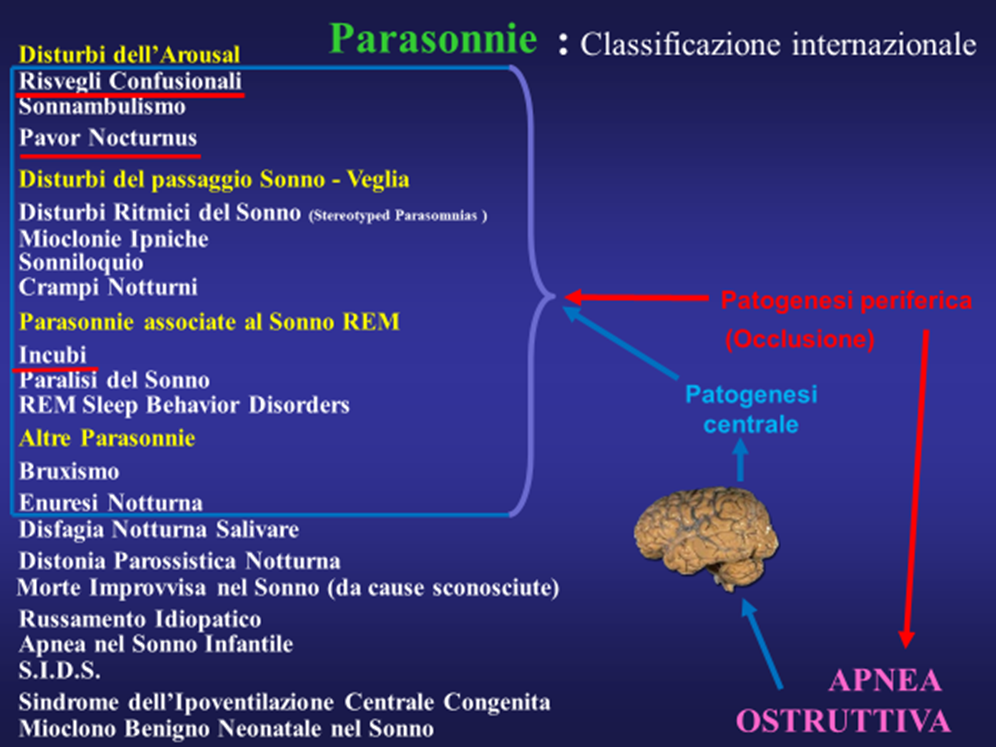 Parasonnie : Classificazione internazionale
Disturbi dell'Arousal
Risvegli Confusionali
Sonnambulismo
Pavor Nocturnus
Disturbi del passaggio Sonno - Veglia
Disturbi Ritmici del Sonno (Stereotyped Parasomnias )
Mioclonie Ipniche
Sonniloquio
Crampi Notturni
Parasonnie associate al Sonno REM
Incubi
Paralisi del Sonno
REM Sleep Behavior Disorders
Altre Parasonnie
Bruxismo
Enuresi Notturna
Disfagia Notturna Salivare
Distonia Parossistica Notturna
Morte Improvvisa nel Sonno (da cause sconosciute)
Russamento Idiopatico
Apnea nel Sonno Infantile
S.I.D.S.
Sindrome dell'Ipoventilazione Centrale Congenita
Mioclono Benigno Neonatale nel Sonno
Patogenesi periferica
(Occlusione)
Patogenesi
centrale
APNEA
OSTRUTTIVA